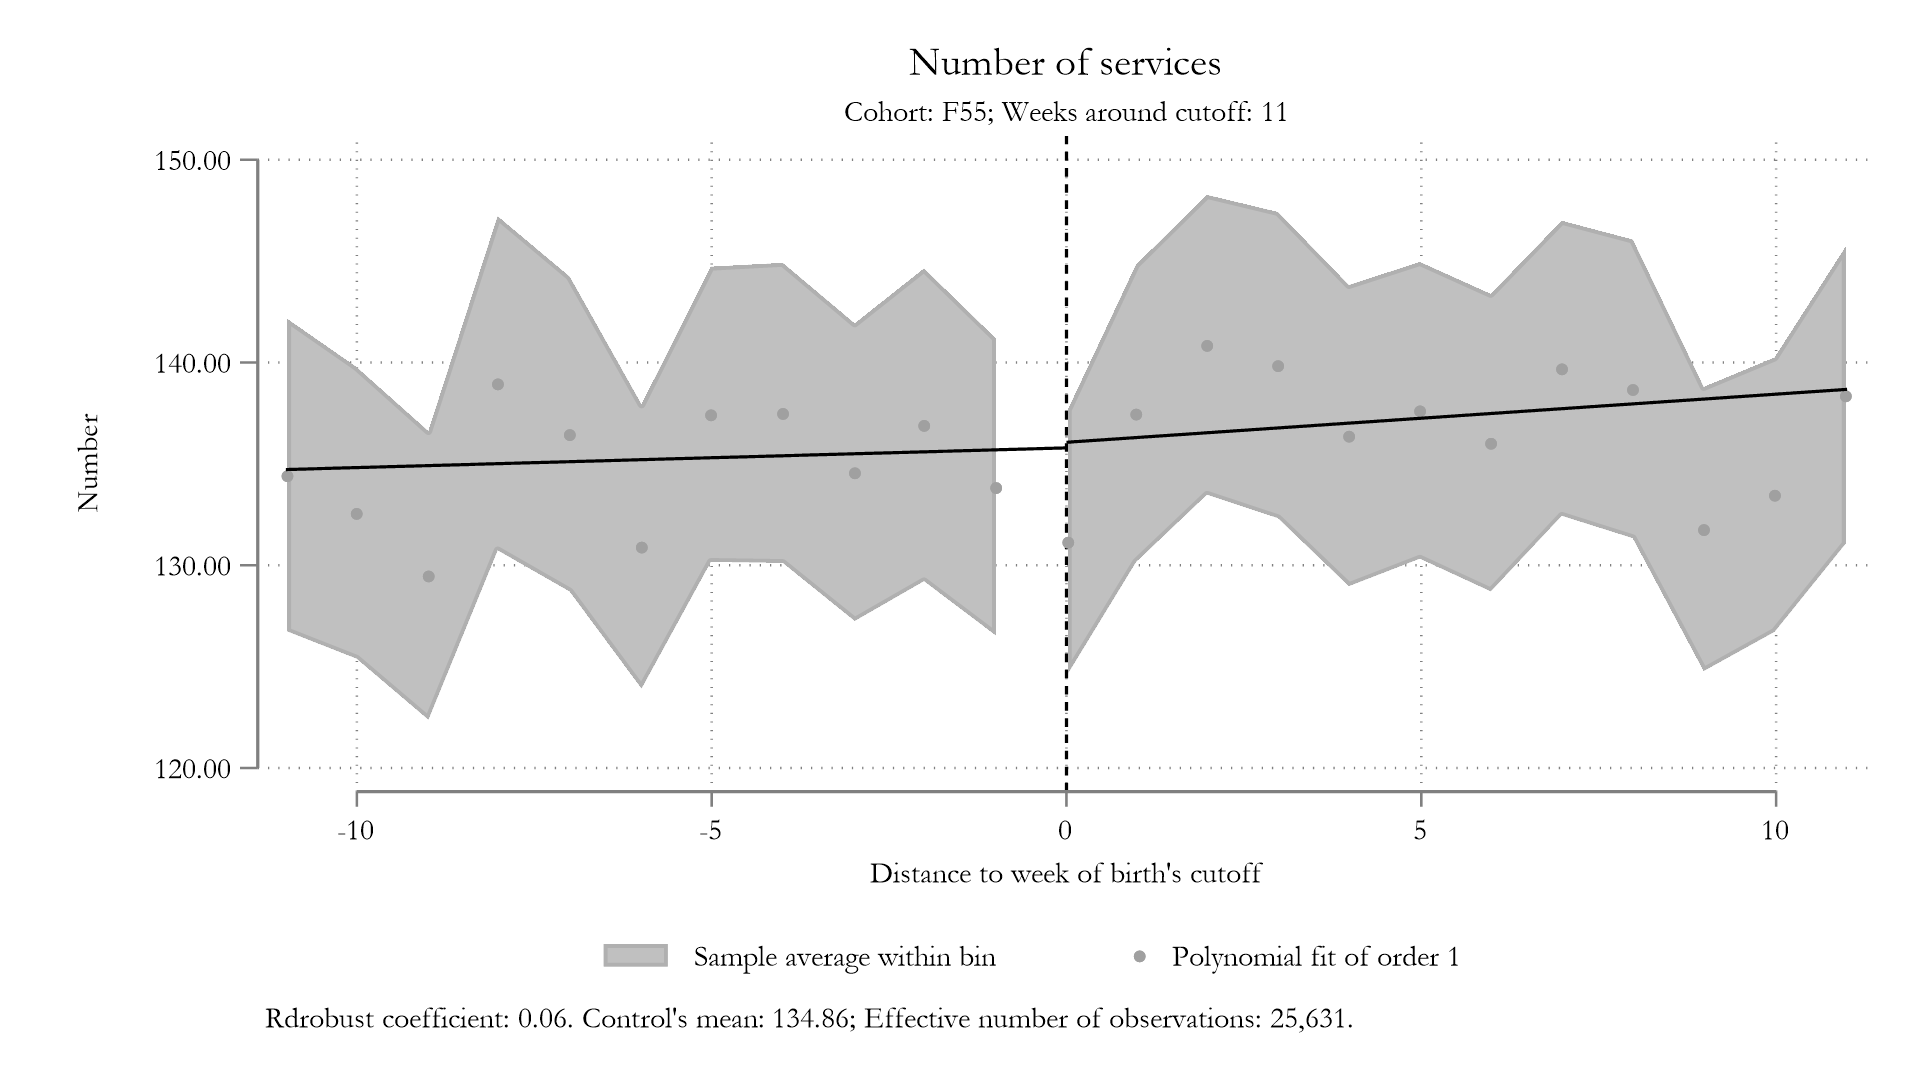 Number of services
Cohort: F55; Weeks around cutoff: 11
150.00
140.00
130.00
120.00
Number
-10 -5 0 5 10
Distance to week of birth's cutoff
Sample average within bin Polynomial fit of order 1
Rdrobust coefficient: 0.06. Control's mean: 134.86; Effective number of observations: 25,631.